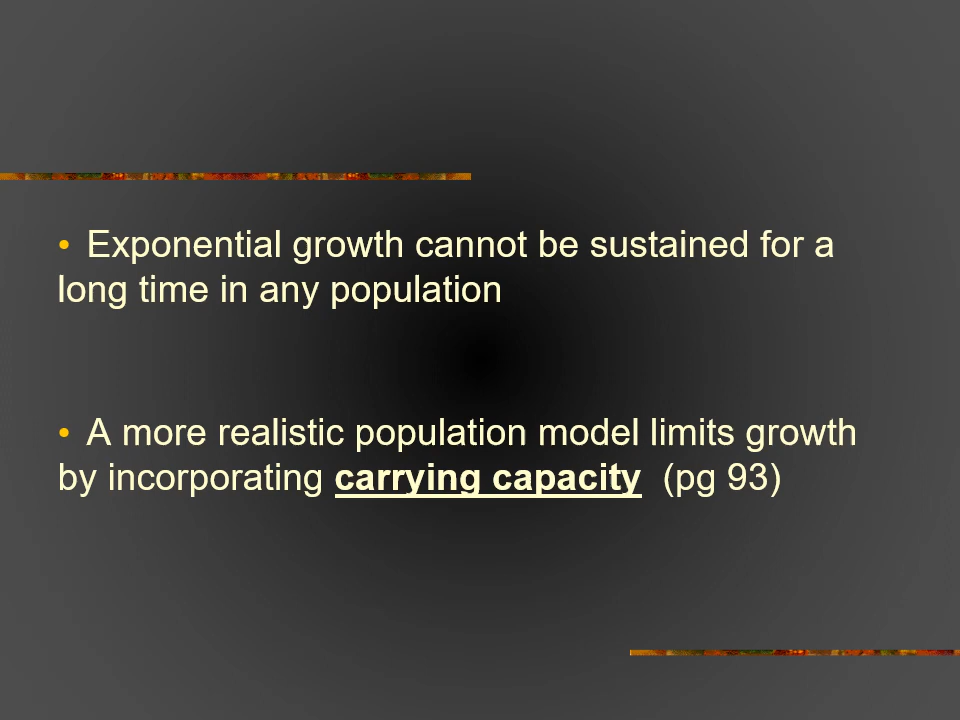 • Exponential growth cannot be sustained for a
long time in any population
• A more realistic population model limits growth
by incorporating carrying capacity (pg 93)